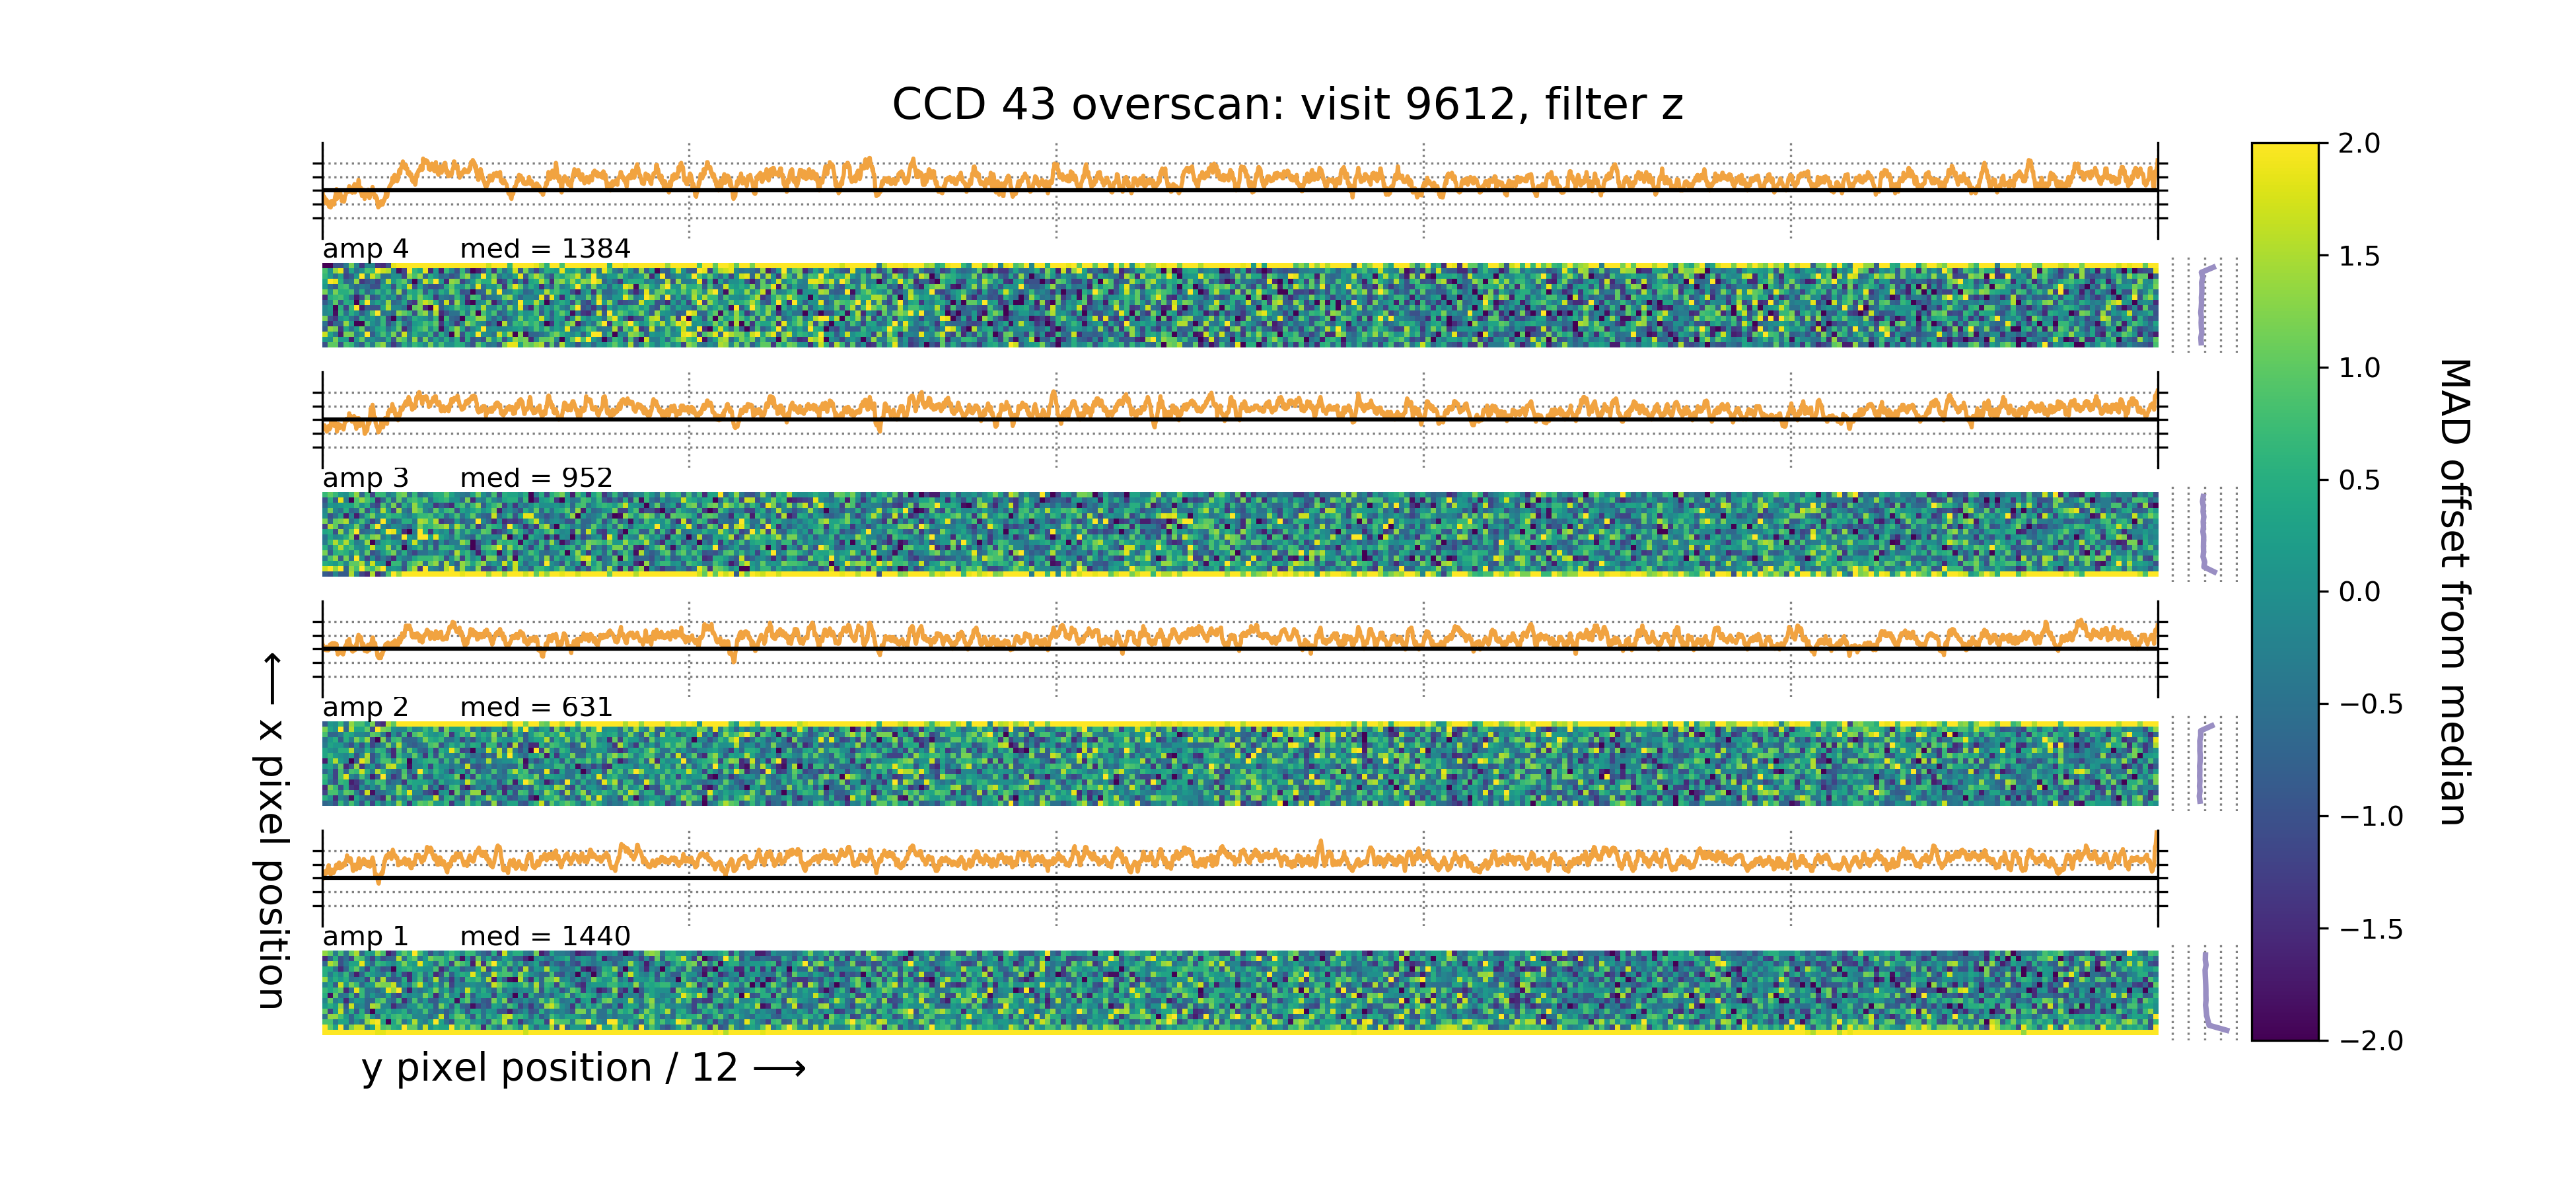 CCD 43 overscan: visit 9612, filter z
amp 4 med = 1384
amp 3 med = 952
amp 2 med = 631
amp 1 med = 1440
⟵ x pixel position
y pixel position / 12 ⟶
2.0
1.5
1.0
0.5
0.0
−0.5
−1.0
−1.5
−2.0
MAD offset from median